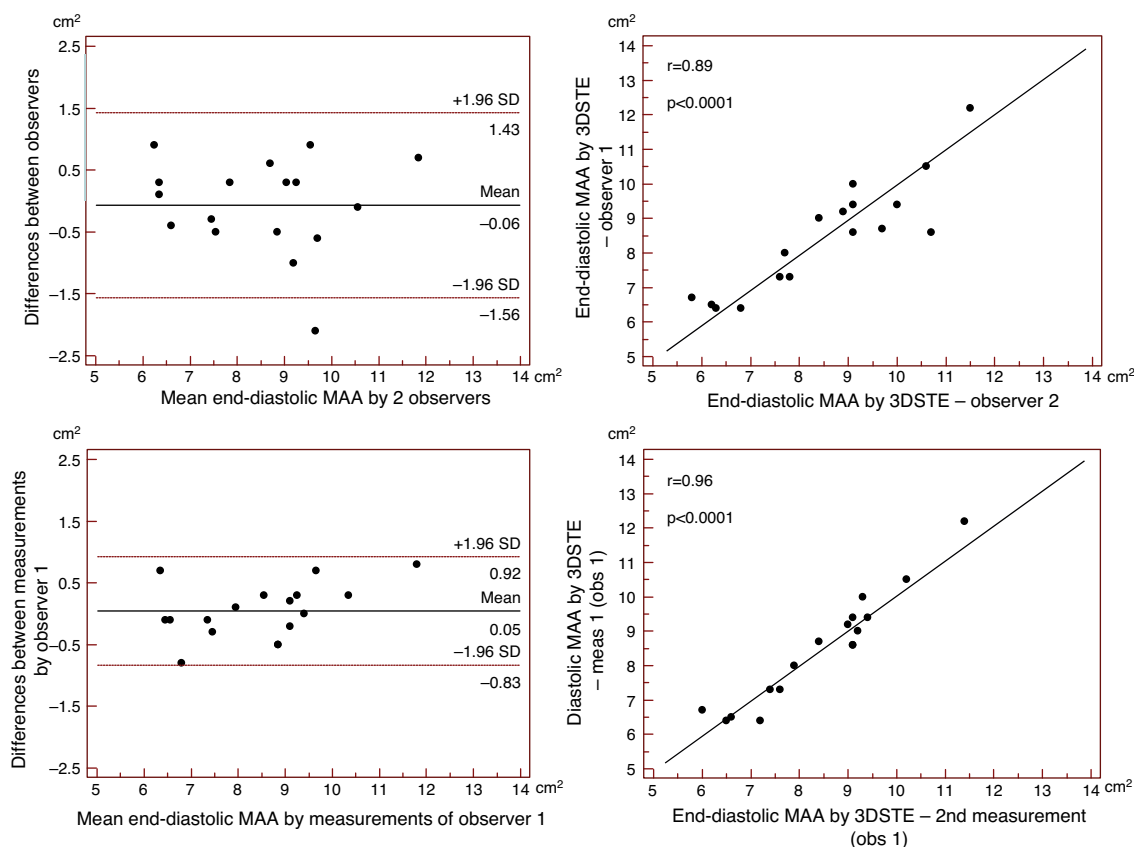 cm²
2.5
1.5
0.5
−0.5
−1.5
−2.5
+1.96 SD
1.43
Mean
−0.06
−1.96 SD
−1.56
5 6 7 8 9 10 11 12 13 14 cm²
Differences between observers
Mean end-diastolic MAA by 2 observers
cm²
14
13
12
11
10
9
8
7
6
5
r=0.89
p<0.0001
5 6 7 8 9 10 11 12 13 14 cm²
End-diastolic MAA by 3DSTE
– observer 1
End-diastolic MAA by 3DSTE – observer 2
cm²
2.5
1.5
0.5
−0.5
−1.5
−2.5
+1.96 SD
0.92
Mean
0.05
−1.96 SD
−0.83
5 6 7 8 9 10 11 12 13 14 cm²
Differences between measurements
by observer 1
Mean end-diastolic MAA by measurements of observer 1
cm²
14
13
12
11
10
9
8
7
6
5
r=0.96
p<0.0001
5 6 7 8 9 10 11 12 13 14 cm²
Diastolic MAA by 3DSTE
– meas 1 (obs 1)
End-diastolic MAA by 3DSTE – 2nd measurement
(obs 1)